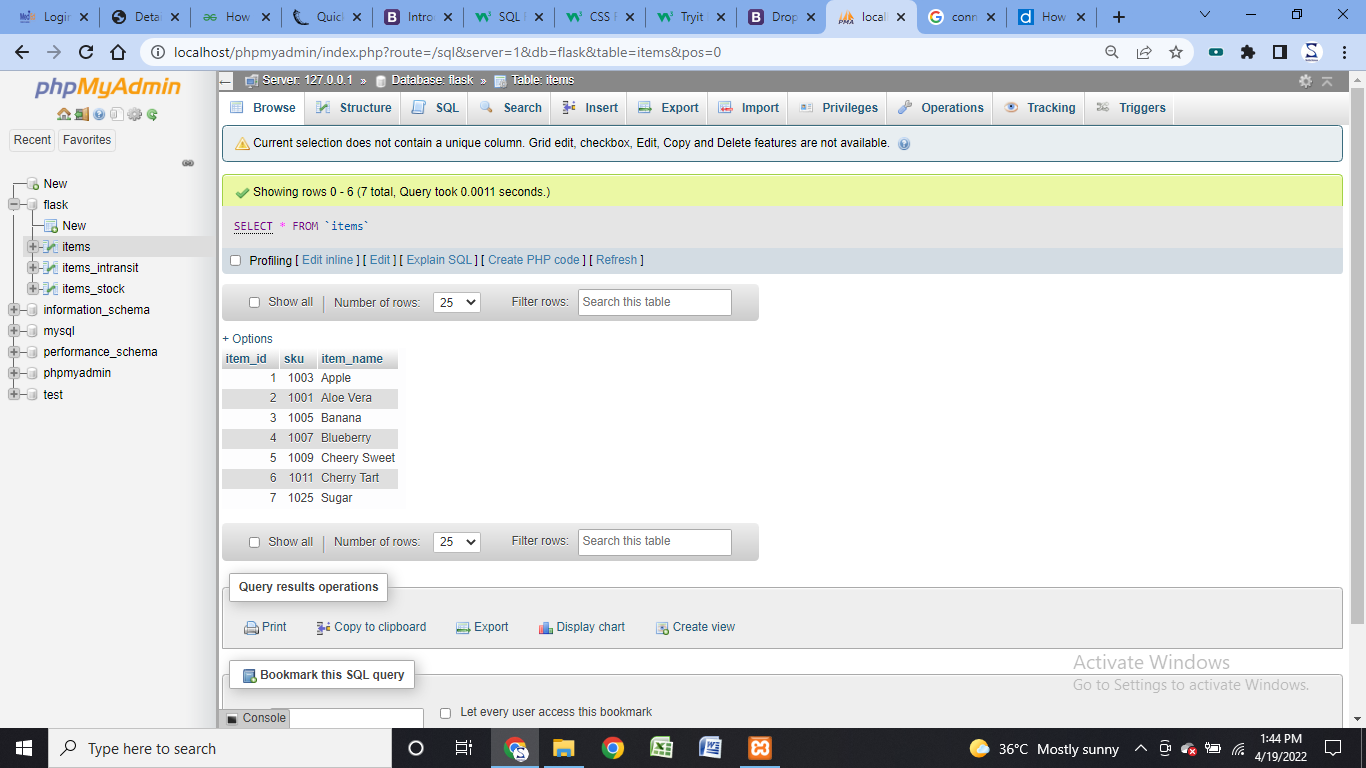 Login
Detai
How
Quick
Intro
SQL
CSS
Tryit
Drop
local
conn
How
localhost/phpmyadmin/index.php?route=/sql&server=1&db=flask&table=items&pos=0
phpMyAdmin
Recent Favorites
New
flask
New
items
items_intransit
items_stock
information_schema
mysql
performance_schema
phpmyadmin
test
Server: 127.0.0.1 » Database: flask » Table: items
Browse Structure SQL Search Insert Export Import Privileges Operations Tracking Triggers
Current selection does not contain a unique column. Grid edit, checkbox, Edit, Copy and Delete features are not available.
Showing rows 0 - 6 (7 total, Query took 0.0011 seconds.)
SELECT * FROM `items`
Profiling [ Edit inline ] [ Edit ] [ Explain SQL ] [ Create PHP code ] [ Refresh ]
Show all | Number of rows: 25 Filter rows: Search this table
+ Options
item_id sku item_name
1 1003 Apple
2 1001 Aloe Vera
3 1005 Banana
4 1007 Blueberry
5 1009 Cheery Sweet
6 1011 Cherry Tart
7 1025 Sugar
Show all | Number of rows: 25 Filter rows: Search this table
Query results operations
Print Copy to clipboard Export Display chart Create view
Bookmark this SQL query
Console
Let every user access this bookmark
Activate Windows
Go to Settings to activate Windows.
Type here to search
36°C Mostly sunny
1:44 PM
4/19/2022